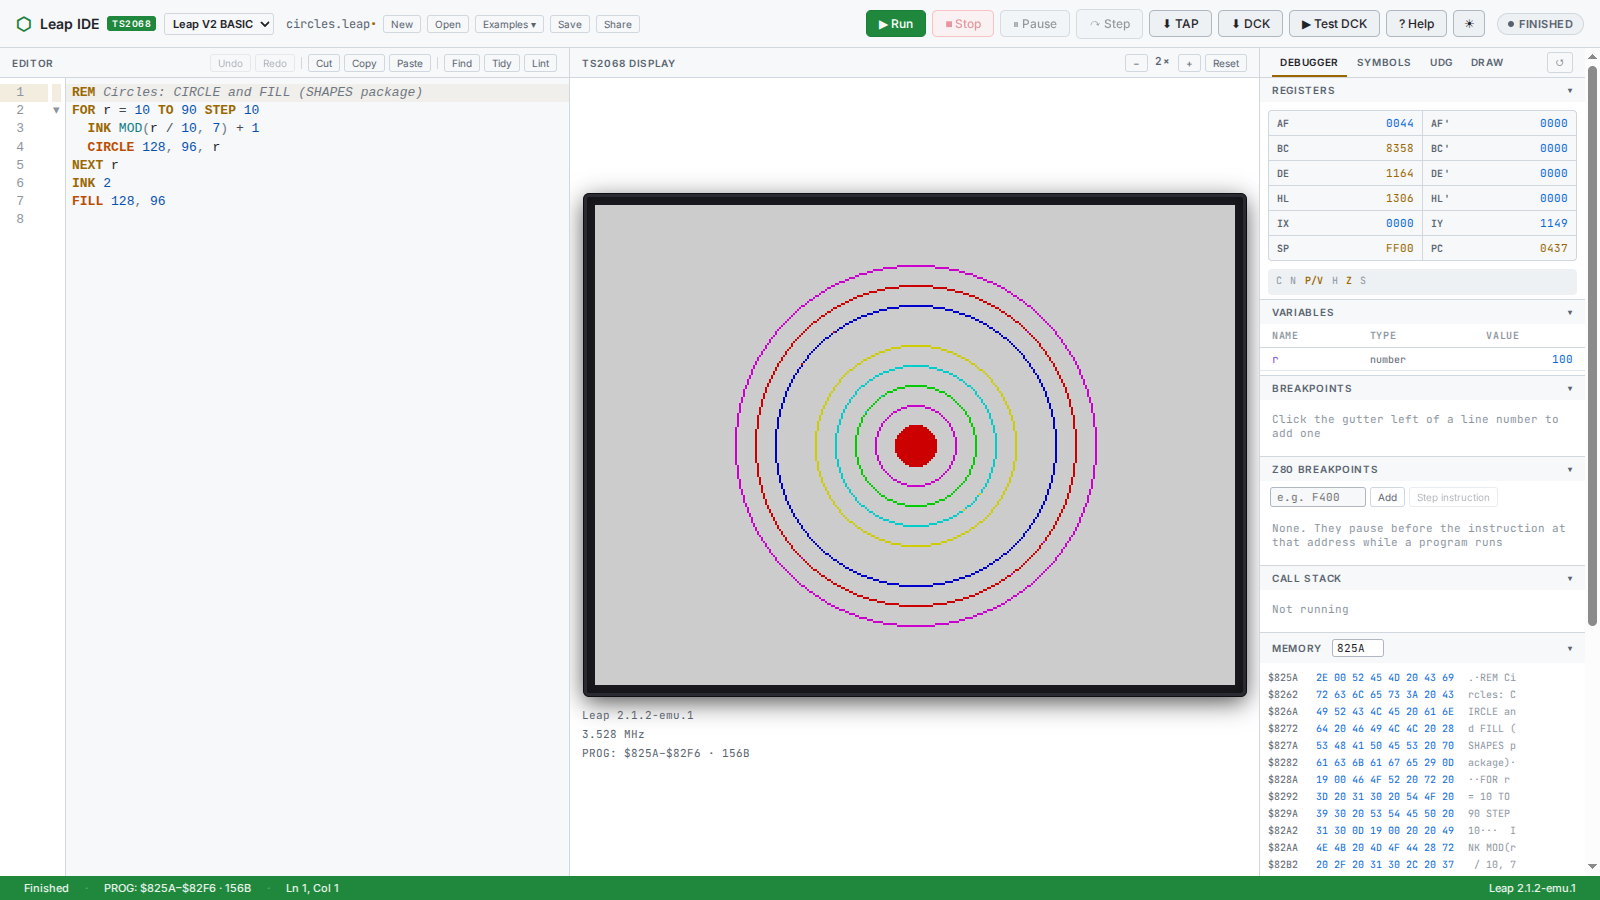 Leap IDE TS2068 Leap V2 BASIC circles.leap• New Open Examples ▾ Save Share ▶ Run Stop Pause Step ⬇ TAP ⬇ DCK ▶ Test DCK ? Help FINISHED
EDITOR Undo Redo Cut Copy Paste Find Tidy Lint
TS2068 DISPLAY − 2× + Reset
DEBUGGER SYMBOLS UDG DRAW
1 REM Circles: CIRCLE and FILL (SHAPES package)
2 FOR r = 10 TO 90 STEP 10
3 INK MOD(r / 10, 7) + 1
4 CIRCLE 128, 96, r
5 NEXT r
6 INK 2
7 FILL 128, 96
8
Leap 2.1.2-emu.1
3.528 MHz
PROG: $825A–$82F6 · 156B
REGISTERS
AF 0044 AF' 0000
BC 8358 BC' 0000
DE 1164 DE' 0000
HL 1306 HL' 0000
IX 0000 IY 1149
SP FF00 PC 0437
C N P/V H Z S
VARIABLES
NAME TYPE VALUE
r number 100
BREAKPOINTS
Click the gutter left of a line number to
add one
Z80 BREAKPOINTS
e.g. F400 Add Step instruction
None. They pause before the instruction at
that address while a program runs
CALL STACK
Not running
MEMORY 825A
$825A 2E 00 52 45 4D 20 43 69 .·REM Ci
$8262 72 63 6C 65 73 3A 20 43 rcles: C
$826A 49 52 43 4C 45 20 61 6E IRCLE an
$8272 64 20 46 49 4C 4C 20 28 d FILL (
$827A 53 48 41 50 45 53 20 70 SHAPES p
$8282 61 63 6B 61 67 65 29 0D ackage)·
$828A 19 00 46 4F 52 20 72 20 ··FOR r
$8292 3D 20 31 30 20 54 4F 20 = 10 TO
$829A 39 30 20 53 54 45 50 20 90 STEP
$82A2 31 30 0D 19 00 20 20 49 10··· I
$82AA 4E 4B 20 4D 4F 44 28 72 NK MOD(r
$82B2 20 2F 20 31 30 2C 20 37 / 10, 7
Finished · PROG: $825A–$82F6 · 156B · Ln 1, Col 1 Leap 2.1.2-emu.1